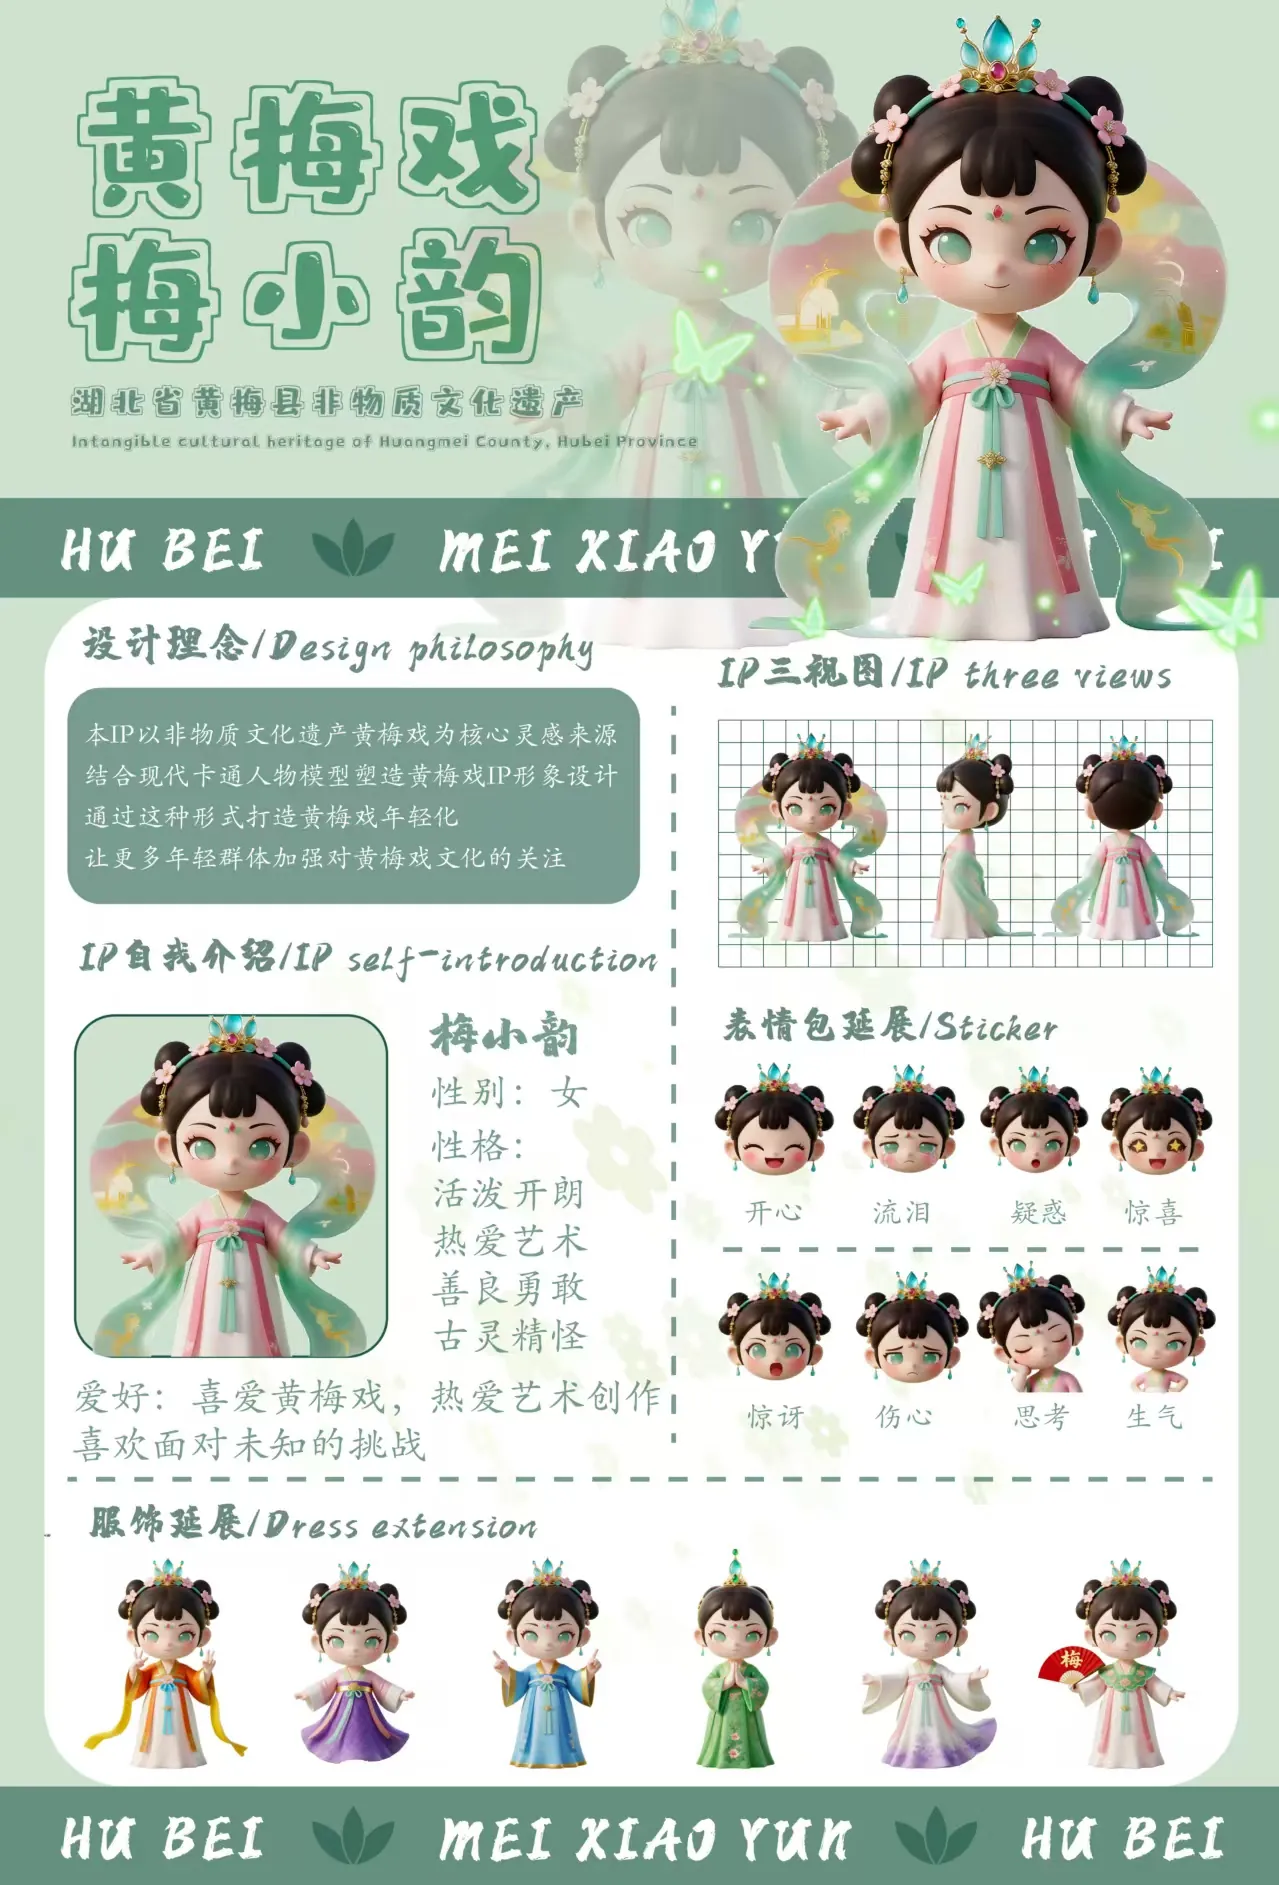 黄梅戏
梅小韵
湖北省黄梅县非物质文化遗产
Intangible cultural heritage of Huangmei County, Hubei Province
HU BEI
MEI XIAO YU
I
设计理念/Design philosophy
本IP以非物质文化遗产黄梅戏为核心灵感来源
结合现代卡通人物模型塑造黄梅戏IP形象设计
通过这种形式打造黄梅戏年轻化
让更多年轻群体加强对黄梅戏文化的关注
IP自我介绍/IP self-introduction
梅小韵
性别：女
性格：
活泼开朗
热爱艺术
善良勇敢
古灵精怪
爱好：喜爱黄梅戏，热爱艺术创作
喜欢面对未知的挑战
IP三视图/IP three views
表情包延展/Sticker
开心 流泪 疑惑 惊喜
惊讶 伤心 思考 生气
服饰延展/Dress extension
梅
HU BEI MEI XIAO YUN HU BEI